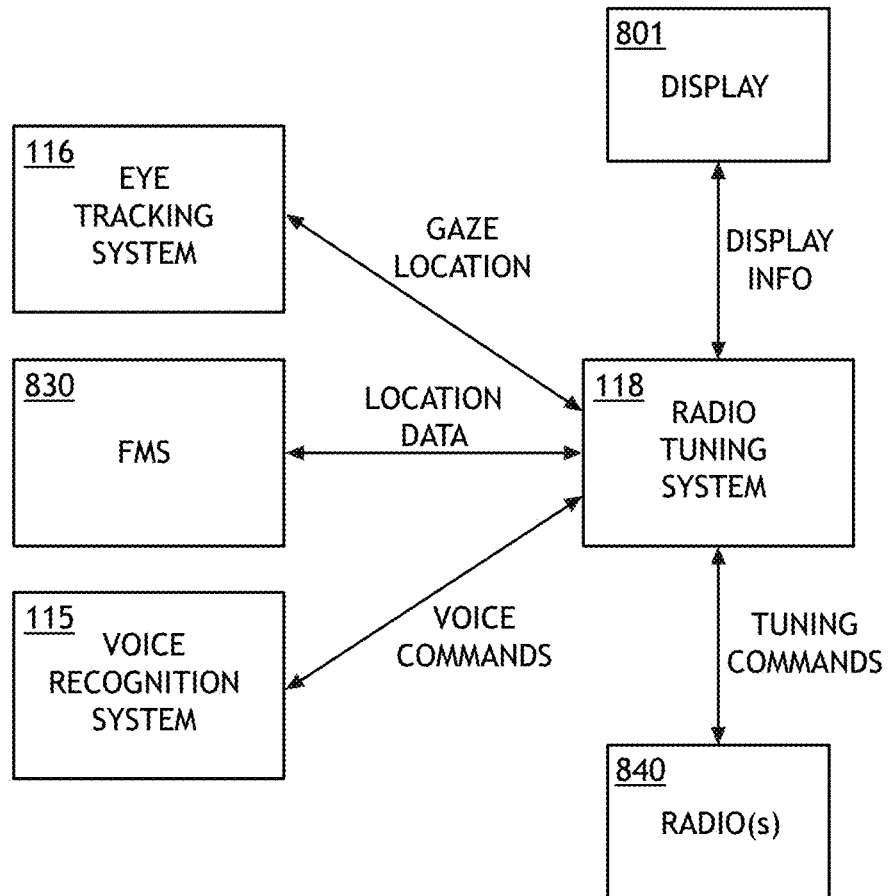 801
DISPLAY
116
EYE
TRACKING
SYSTEM
GAZE
LOCATION
DISPLAY
INFO
830
FMS
LOCATION
DATA
118
RADIO
TUNING
SYSTEM
115
VOICE
RECOGNITION
SYSTEM
VOICE
COMMANDS
TUNING
COMMANDS
840
RADIO(s)